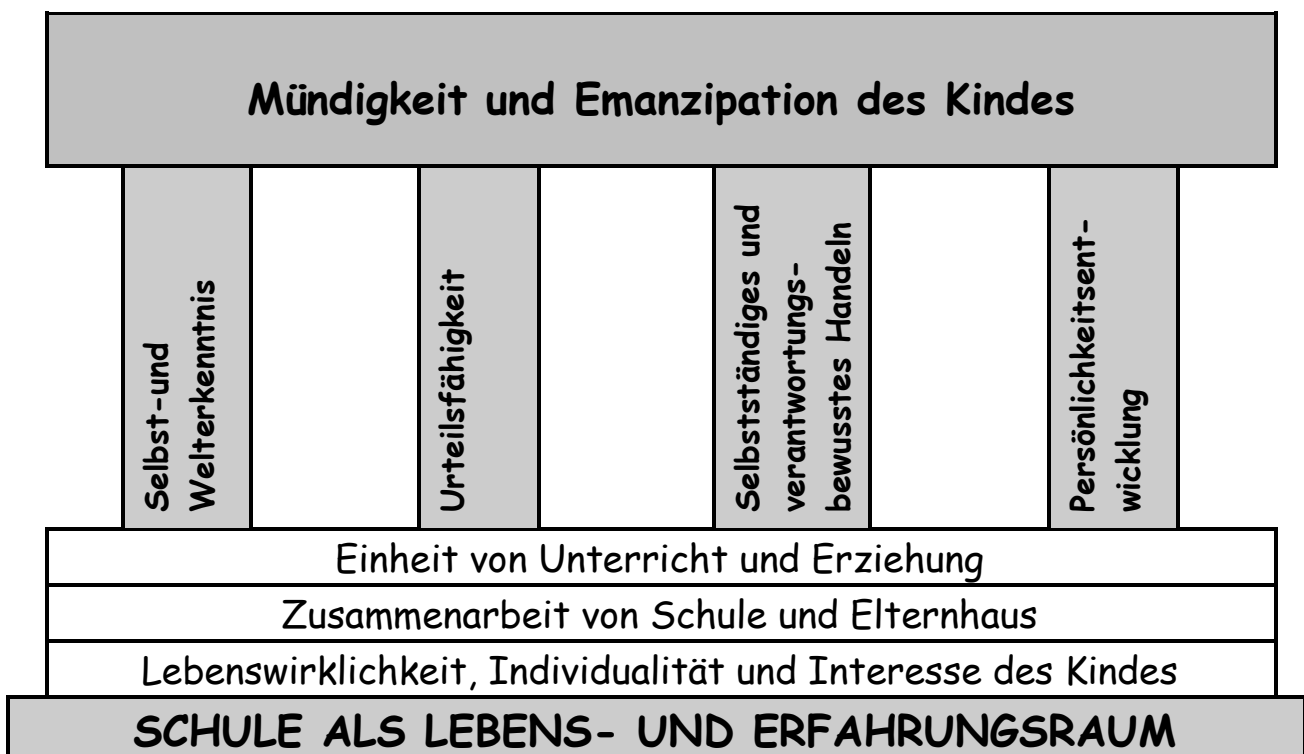 Mündigkeit und Emanzipation des Kindes
Selbst-und
Welterkenntnis
Urteilsfähigkeit
Selbstständiges und
verantwortungs-
bewusstes Handeln
Persönlichkeitsent-
wicklung
Einheit von Unterricht und Erziehung
Zusammenarbeit von Schule und Elternhaus
Lebenswirklichkeit, Individualität und Interesse des Kindes
SCHULE ALS LEBENS- UND ERFAHRUNGSRAUM